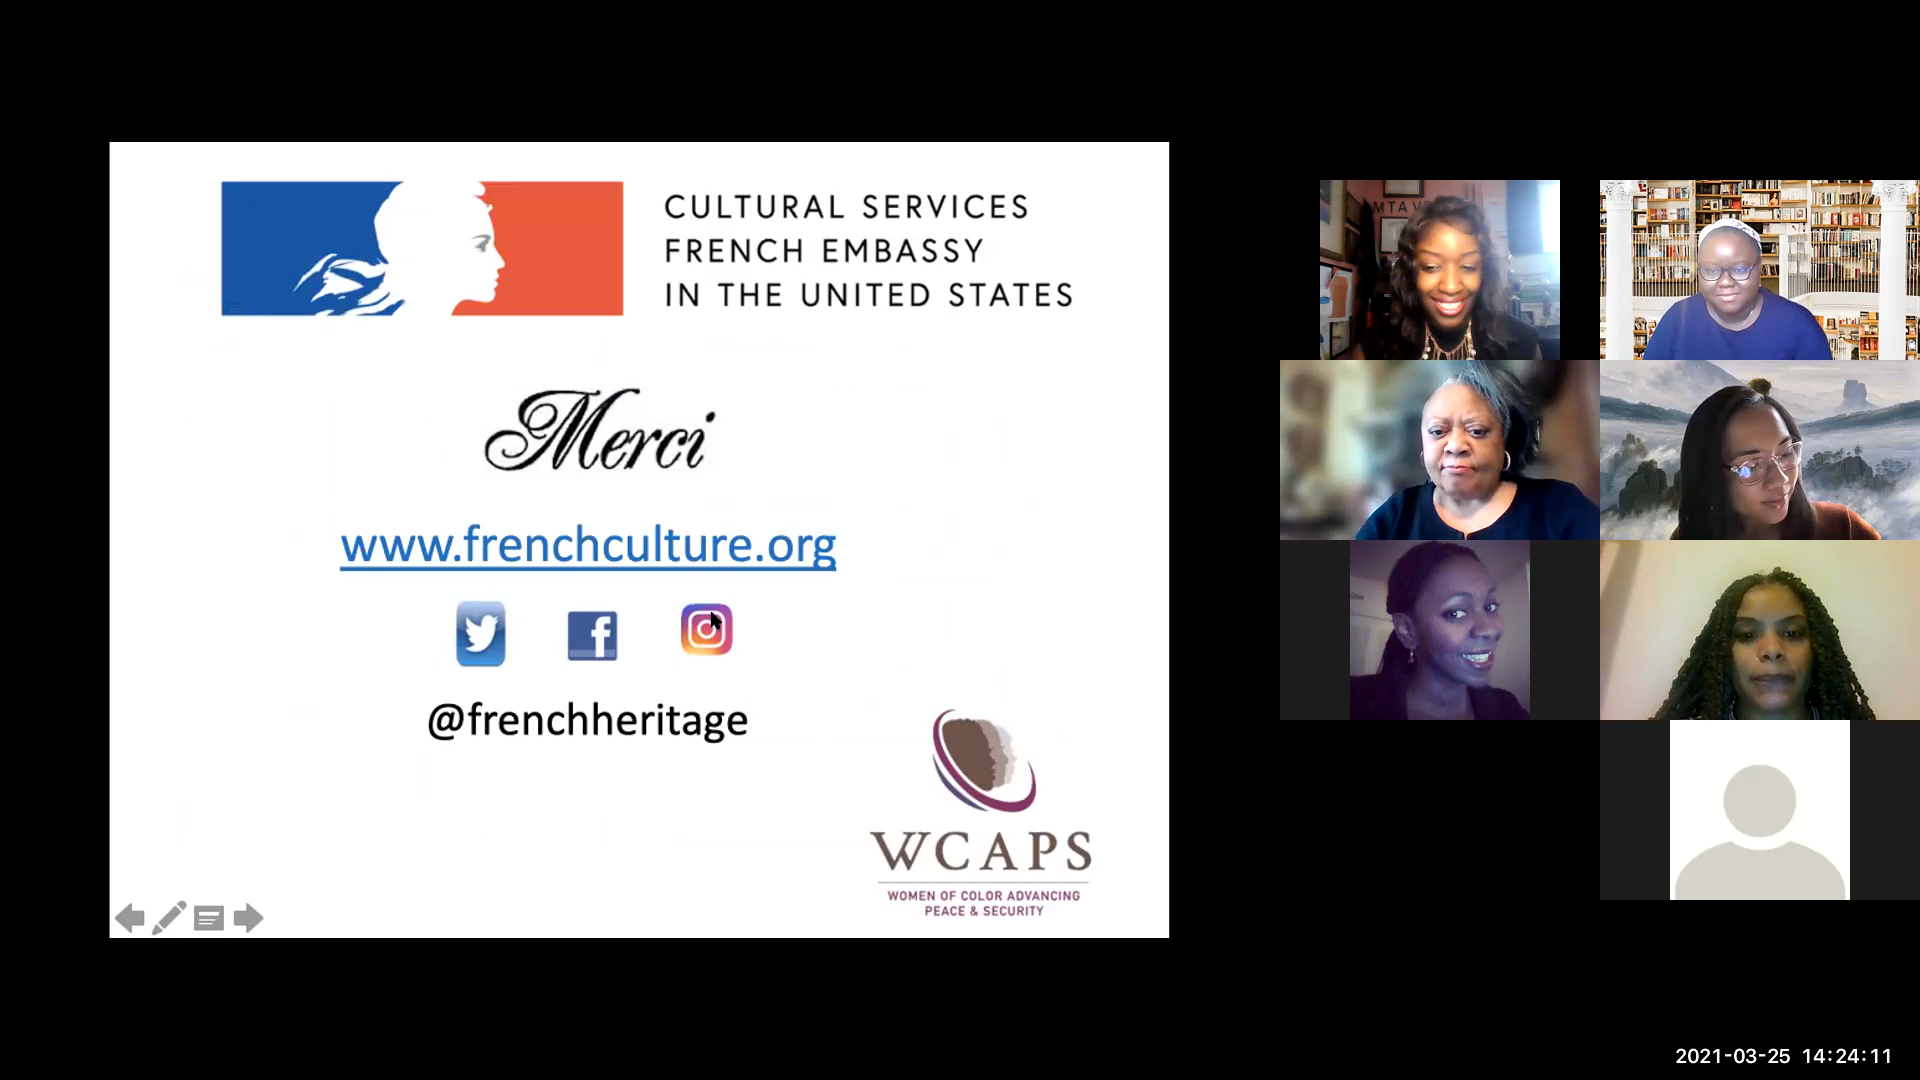 CULTURAL SERVICES
FRENCH EMBASSY
IN THE UNITED STATES
Merci
www.frenchculture.org
@frenchheritage
WCAPS
WOMEN OF COLOR ADVANCING
PEACE & SECURITY
2021-03-25 14:24:11